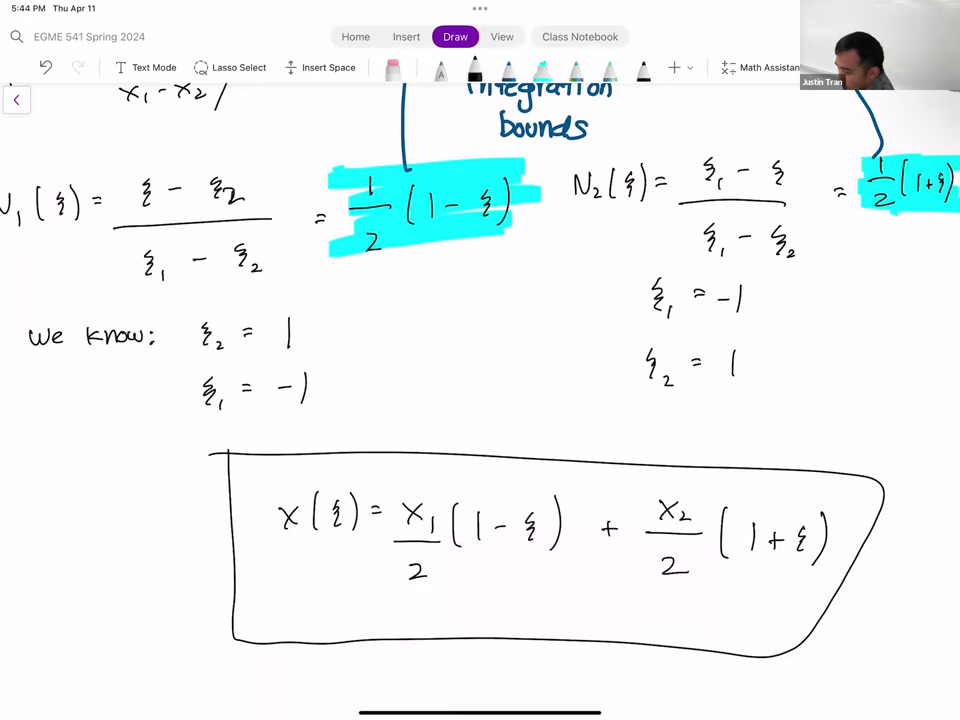 5:44 PM Thu Apr 11
EGME 541 Spring 2024
Home Insert Draw View Class Notebook
Text Mode Lasso Select Insert Space Math Assistan
Justin Tran
x₁ - x₂
integration
bounds
N₁(ξ) = (ξ - ξ₂)/(ξ₁ - ξ₂) = 1/2 (1 - ξ)
N₂(ξ) = (ξ₁ - ξ)/(ξ₁ - ξ₂) = 1/2 (1+ξ)
We know: ξ₂ = 1
ξ₁ = -1
ξ₁ = -1
ξ₂ = 1
x(ξ) = x₁/2 (1 - ξ) + x₂/2 (1 + ξ)